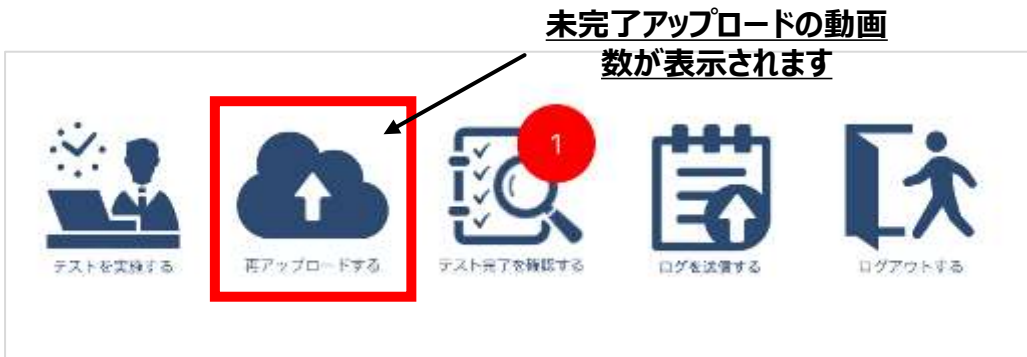 未完了アップロードの動画
数が表示されます
1
テストを実施する
再アップロードする
テスト完了を確認する
ログを送信する
ログアウトする